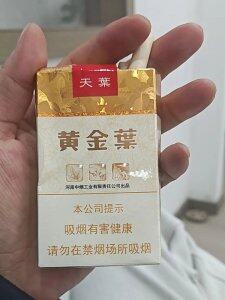 天葉
黄金葉
河南中烟工业有限责任公司出品
本公司提示
吸烟有害健康
请勿在禁烟场所吸烟